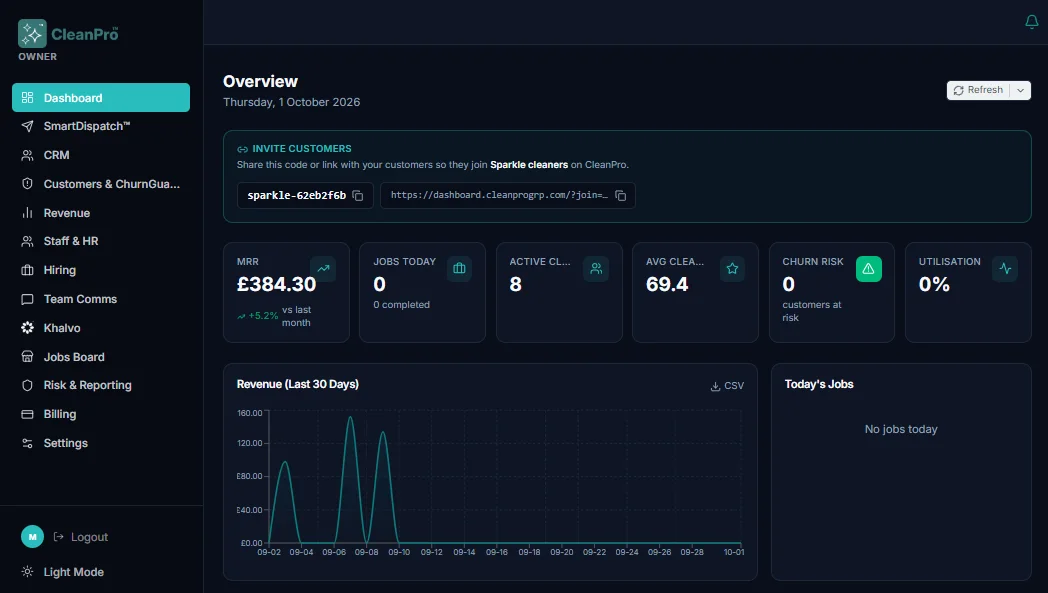 CleanPro™
OWNER
Dashboard
SmartDispatch™
CRM
Customers & ChurnGua...
Revenue
Staff & HR
Hiring
Team Comms
Khalvo
Jobs Board
Risk & Reporting
Billing
Settings
M
Logout
Light Mode
Overview
Thursday, 1 October 2026
Refresh
INVITE CUSTOMERS
Share this code or link with your customers so they join Sparkle cleaners on CleanPro.
sparkle-62eb2f6b
https://dashboard.cleanprogrp.com/?join=…
MRR
£384.30
+5.2%
vs last
month
JOBS TODAY
0
0 completed
ACTIVE CL...
8
AVG CLEA...
69.4
CHURN RISK
0
customers at
risk
UTILISATION
0%
Revenue (Last 30 Days)
CSV
160.00
120.00
£80.00
£40.00
£0.00
09-02 09-04 09-06 09-08 09-10 09-12 09-14 09-16 09-18 09-20 09-22 09-24 09-26 09-28 10-01
Today's Jobs
No jobs today